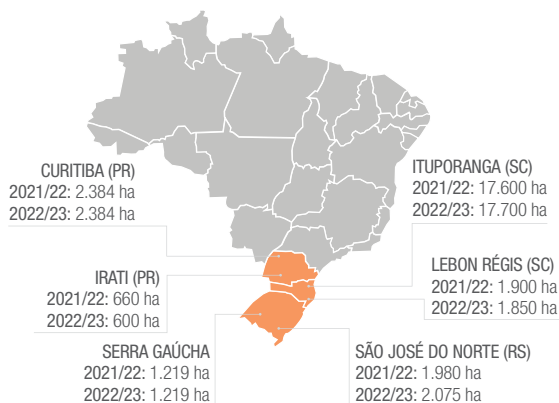 CURITIBA (PR)
2021/22: 2.384 ha
2022/23: 2.384 ha
ITUPORANGA (SC)
2021/22: 17.600 ha
2022/23: 17.700 ha
IRATI (PR)
2021/22: 660 ha
2022/23: 600 ha
LEBON RÉGIS (SC)
2021/22: 1.900 ha
2022/23: 1.850 ha
SERRA GAÚCHA
2021/22: 1.219 ha
2022/23: 1.219 ha
SÃO JOSÉ DO NORTE (RS)
2021/22: 1.980 ha
2022/23: 2.075 ha